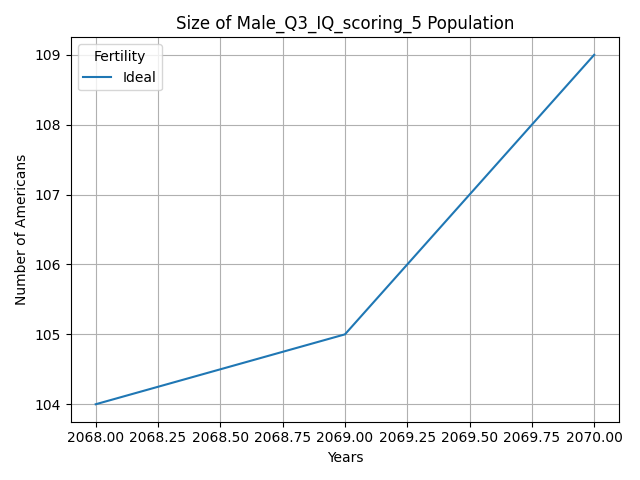 Size of Male_Q3_IQ_scoring_5 Population
Fertility
Ideal
Number of Americans
109
108
107
106
105
104
2068.00 2068.25 2068.50 2068.75 2069.00 2069.25 2069.50 2069.75 2070.00
Years